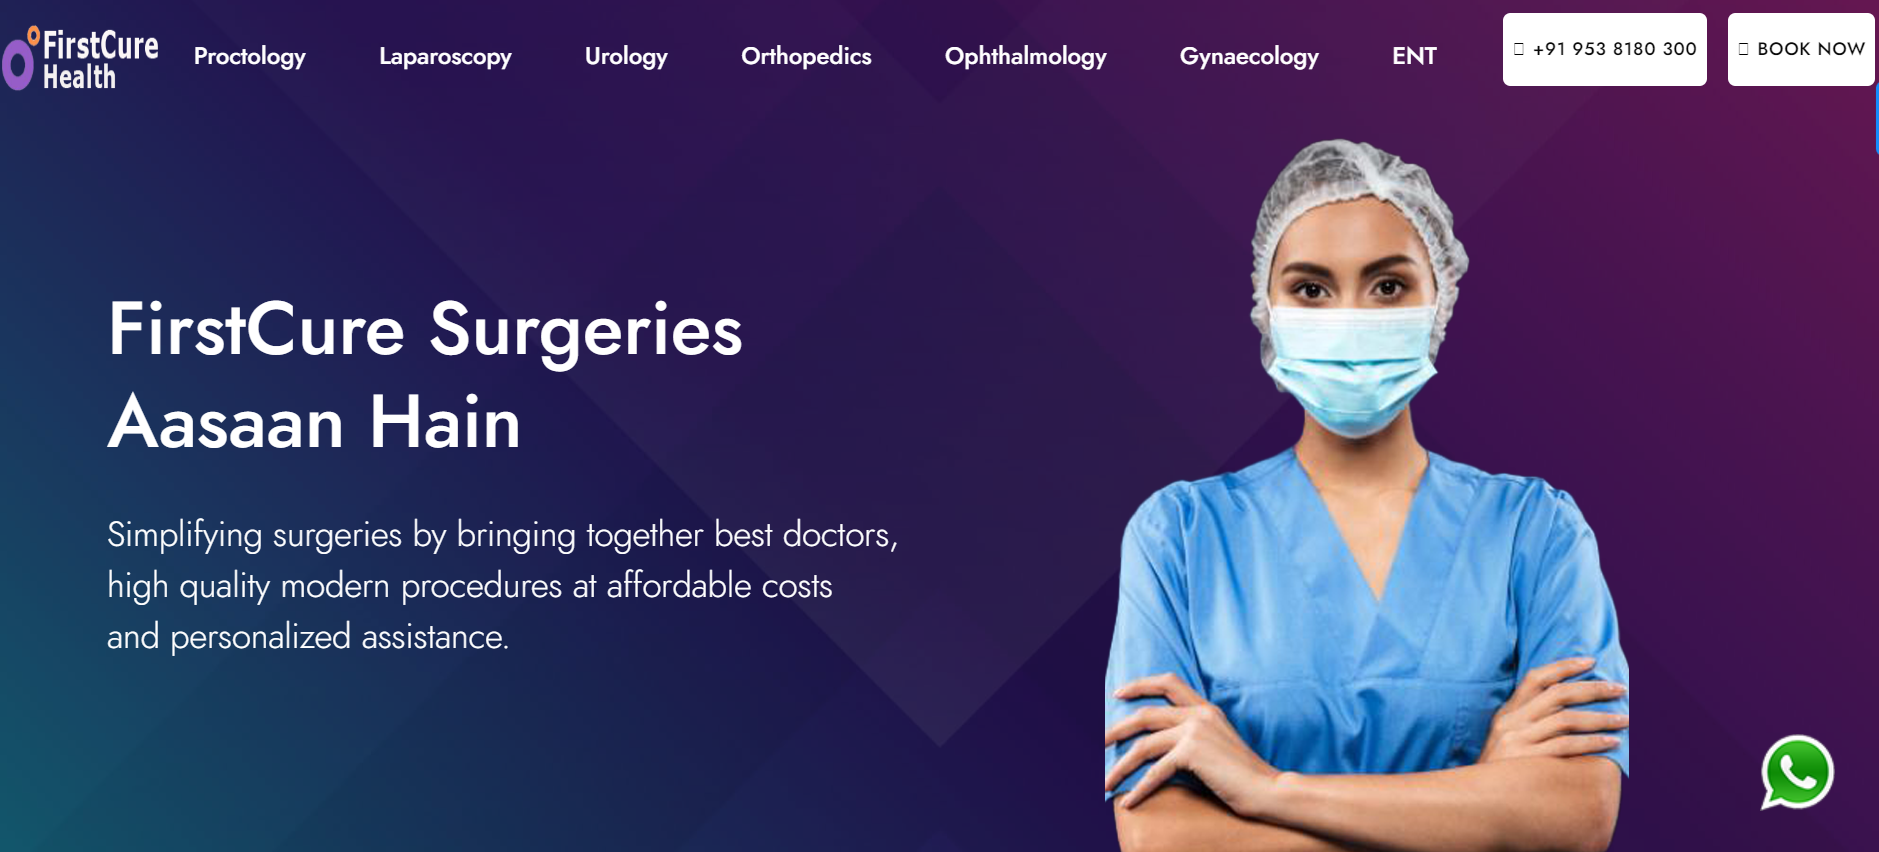 FirstCure
Health
Proctology
Laparoscopy
Urology
Orthopedics
Ophthalmology
Gynaecology
ENT
+91 953 8180 300
BOOK NOW
FirstCure Surgeries
Aasaan Hain
Simplifying surgeries by bringing together best doctors,
high quality modern procedures at affordable costs
and personalized assistance.